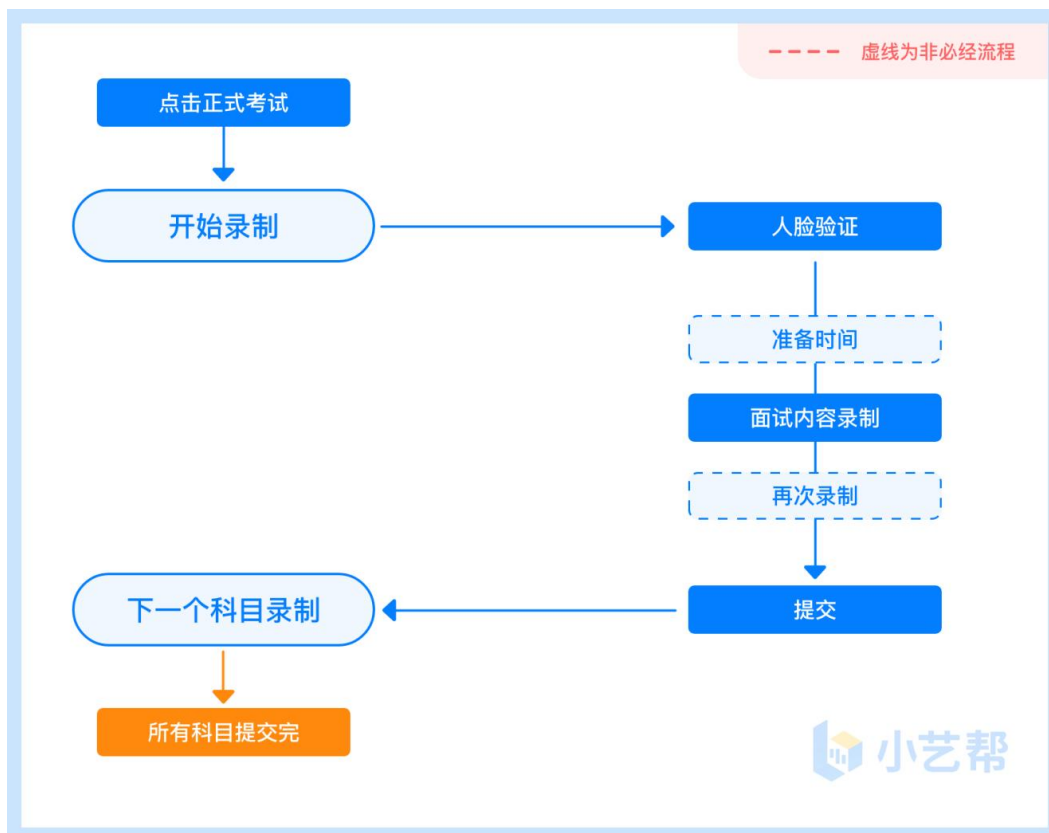 虚线为非必经流程
点击正式考试
开始录制
人脸验证
准备时间
面试内容录制
再次录制
提交
下一个科目录制
所有科目提交完
小艺帮